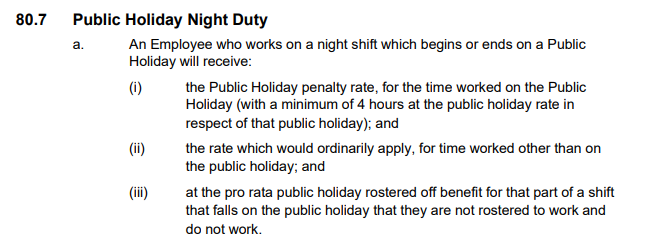 80.7 Public Holiday Night Duty
a. An Employee who works on a night shift which begins or ends on a Public
Holiday will receive:
(i) the Public Holiday penalty rate, for the time worked on the Public
Holiday (with a minimum of 4 hours at the public holiday rate in
respect of that public holiday); and
(ii) the rate which would ordinarily apply, for time worked other than on
the public holiday; and
(iii) at the pro rata public holiday rostered off benefit for that part of a shift
that falls on the public holiday that they are not rostered to work and
do not work.